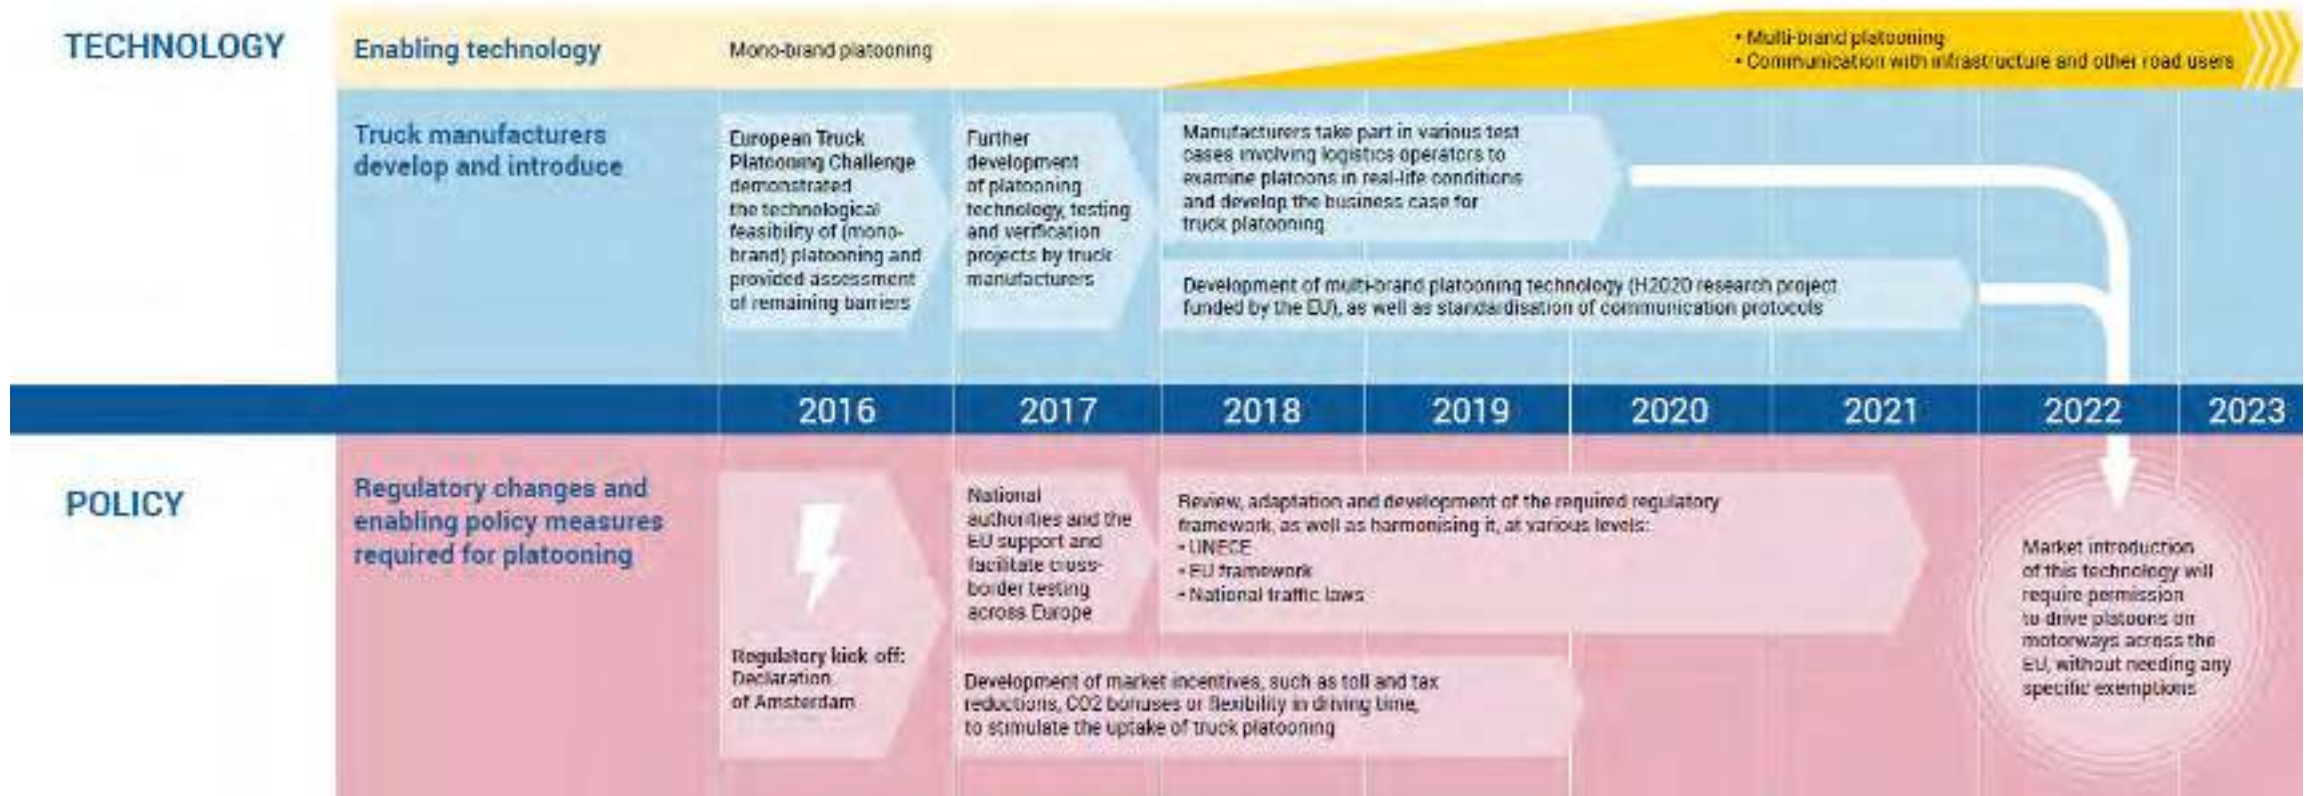 TECHNOLOGY
Enabling technology
Mono-brand platooning
• Multi-brand platooning
• Communication with infrastructure and other road users
Truck manufacturers
develop and introduce
European Truck
Platooning Challenge
demonstrated
the technological
feasibility of (mono-
brand) platooning and
provided assessment
of remaining barriers
Further
development
of platooning
technology, testing
and verification
projects by truck
manufacturers
Manufacturers take part in various test
cases involving logistics operators to
examine platoons in real-life conditions
and develop the business case for
truck platooning
Development of multi-brand platooning technology (H2020 research project
funded by the EU), as well as standardisation of communication protocols
2016
2017
2018
2019
2020
2021
2022
2023
POLICY
Regulatory changes and
enabling policy measures
required for platooning
Regulatory kick off:
Declaration
of Amsterdam
National
authorities and the
EU support and
facilitate cross-
border testing
across Europe
Review, adaptation and development of the required regulatory
framework, as well as harmonising it, at various levels:
• UNECE
• EU framework
• National traffic laws
Development of market incentives, such as toll and tax
reductions, CO2 bonuses or flexibility in driving time,
to stimulate the uptake of truck platooning
Market introduction
of this technology will
require permission
to drive platoons on
motorways across the
EU, without needing any
specific exemptions